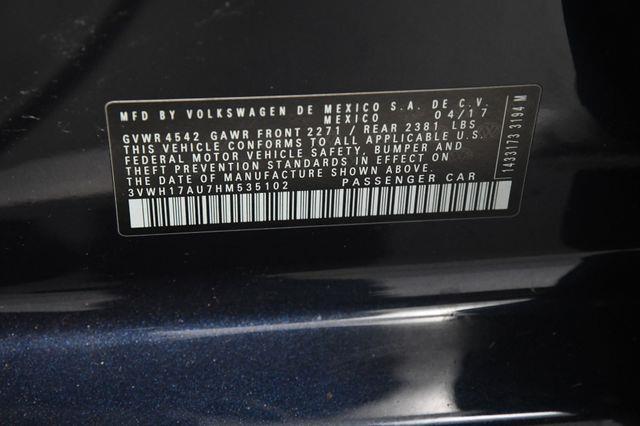 MFD BY VOLKSWAGEN DE MEXICO S.A. DE C.V.
MEXICO 04/17
GVWR4542 GAWR FRONT 2271 / REAR 2381 LBS
THIS VEHICLE CONFORMS TO ALL APPLICABLE U.S.
FEDERAL MOTOR VEHICLE SAFETY, BUMPER AND
THEFT PREVENTION STANDARDS IN EFFECT ON
THE DATE OF MANUFACTURE SHOWN ABOVE.
3VWH17AU7HM535102 PASSENGER CAR
1433173 3194 M